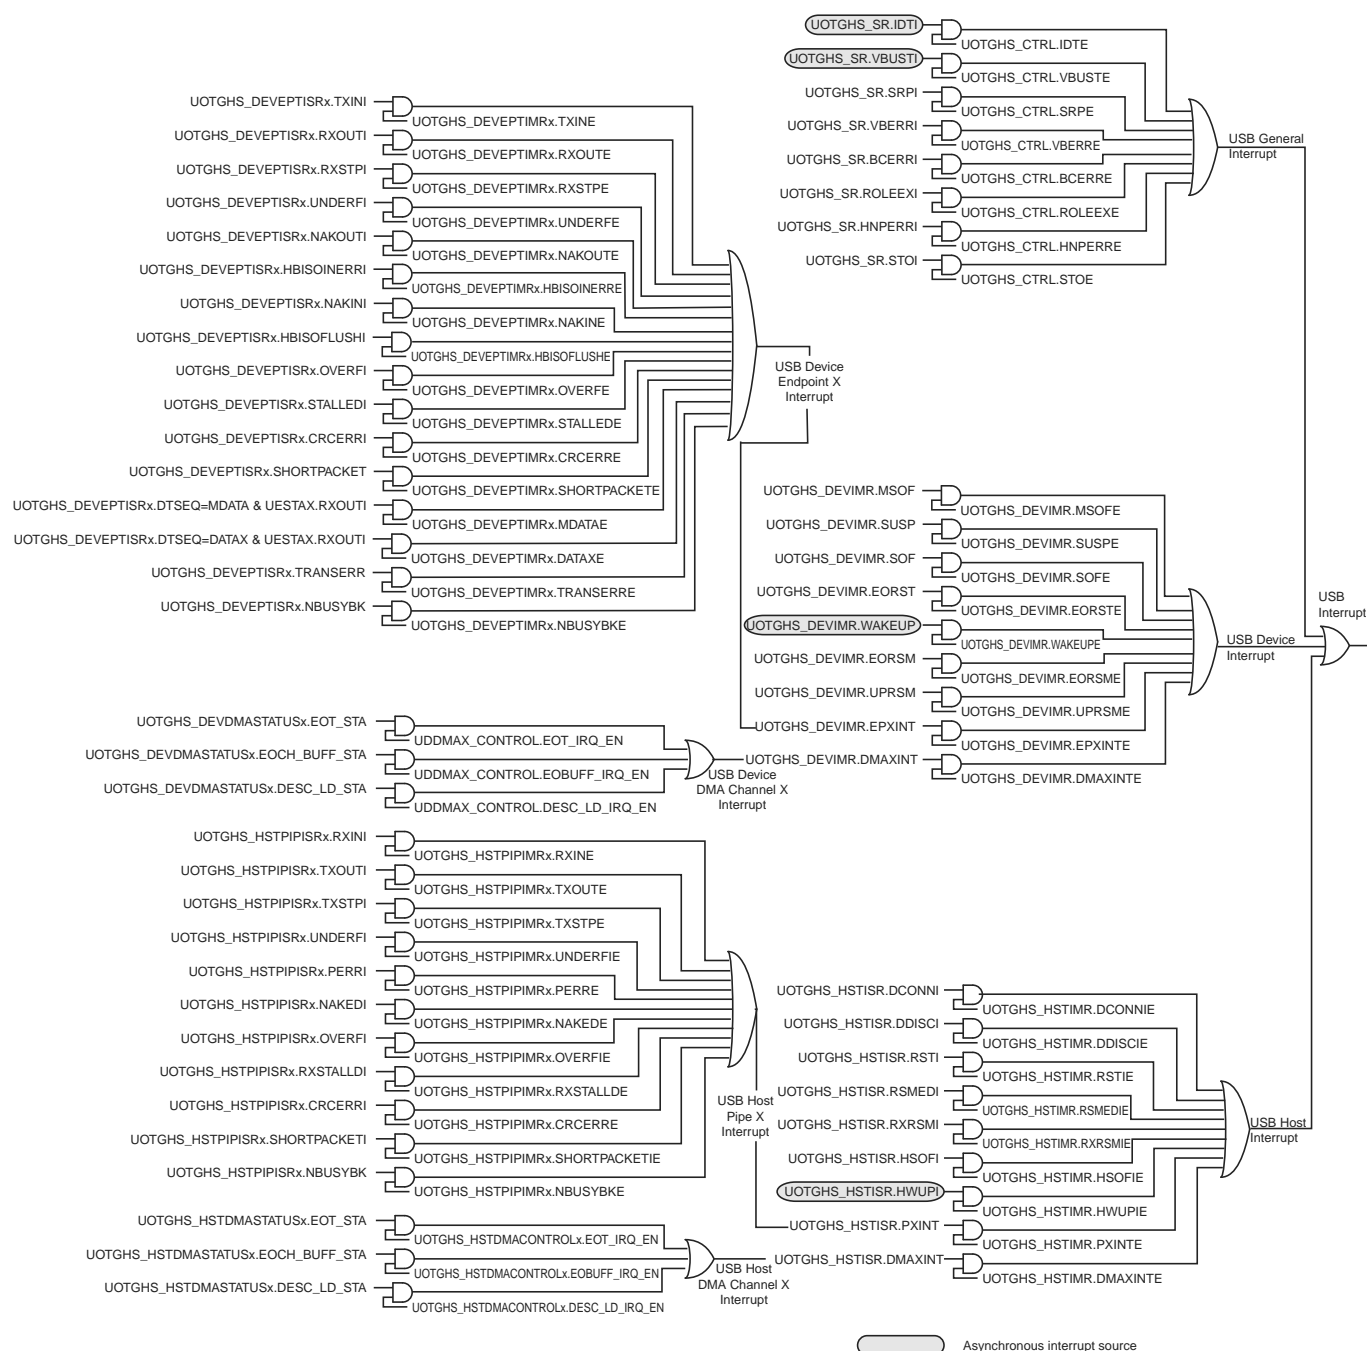 UOTGHS_SR.IDTI
UOTGHS_CTRL.IDTE
UOTGHS_SR.VBUSTI
UOTGHS_CTRL.VBUSTE
UOTGHS_SR.SRPI
UOTGHS_CTRL.SRPE
UOTGHS_SR.VBERRI
UOTGHS_CTRL.VBERRE
UOTGHS_SR.BCERRI
UOTGHS_CTRL.BCERRE
UOTGHS_SR.ROLEEXI
UOTGHS_CTRL.ROLEEXE
UOTGHS_SR.HNPERRI
UOTGHS_CTRL.HNPERRE
UOTGHS_SR.STOI
UOTGHS_CTRL.STOE
USB General
Interrupt
UOTGHS_DEVEPTISRx.TXINI
UOTGHS_DEVEPTIMRx.TXINE
UOTGHS_DEVEPTISRx.RXOUTI
UOTGHS_DEVEPTIMRx.RXOUTE
UOTGHS_DEVEPTISRx.RXSTPI
UOTGHS_DEVEPTIMRx.RXSTPE
UOTGHS_DEVEPTISRx.UNDERFI
UOTGHS_DEVEPTIMRx.UNDERFE
UOTGHS_DEVEPTISRx.NAKOUTI
UOTGHS_DEVEPTIMRx.NAKOUTE
UOTGHS_DEVEPTISRx.HBISOINERRI
UOTGHS_DEVEPTIMRx.HBISOINERRE
UOTGHS_DEVEPTISRx.NAKINI
UOTGHS_DEVEPTIMRx.NAKINE
UOTGHS_DEVEPTISRx.HBISOFLUSHI
UOTGHS_DEVEPTIMRx.HBISOFLUSHE
UOTGHS_DEVEPTISRx.OVERFI
UOTGHS_DEVEPTIMRx.OVERFE
UOTGHS_DEVEPTISRx.STALLEDI
UOTGHS_DEVEPTIMRx.STALLEDE
UOTGHS_DEVEPTISRx.CRCERRI
UOTGHS_DEVEPTIMRx.CRCERRE
UOTGHS_DEVEPTISRx.SHORTPACKET
UOTGHS_DEVEPTIMRx.SHORTPACKETE
UOTGHS_DEVEPTISRx.DTSEQ=MDATA & UESTAX.RXOUTI
UOTGHS_DEVEPTIMRx.MDATAE
UOTGHS_DEVEPTISRx.DTSEQ=DATAX & UESTAX.RXOUTI
UOTGHS_DEVEPTIMRx.DATAXE
UOTGHS_DEVEPTISRx.TRANSERR
UOTGHS_DEVEPTIMRx.TRANSERRE
UOTGHS_DEVEPTISRx.NBUSYBK
UOTGHS_DEVEPTIMRx.NBUSYBKE
USB Device
Endpoint X
Interrupt
UOTGHS_DEVIMR.MSOF
UOTGHS_DEVIMR.MSOFE
UOTGHS_DEVIMR.SUSP
UOTGHS_DEVIMR.SUSPE
UOTGHS_DEVIMR.SOF
UOTGHS_DEVIMR.SOFE
UOTGHS_DEVIMR.EORST
UOTGHS_DEVIMR.EORSTE
UOTGHS_DEVIMR.WAKEUP
UOTGHS_DEVIMR.WAKEUPE
UOTGHS_DEVIMR.EORSM
UOTGHS_DEVIMR.EORSME
UOTGHS_DEVIMR.UPRSM
UOTGHS_DEVIMR.UPRSME
UOTGHS_DEVIMR.EPXINT
UOTGHS_DEVIMR.EPXINTE
UOTGHS_DEVIMR.DMAXINT
UOTGHS_DEVIMR.DMAXINTE
USB Device
Interrupt
USB
Interrupt
UOTGHS_DEVDMASTATUSx.EOT_STA
UDDMAX_CONTROL.EOT_IRQ_EN
UOTGHS_DEVDMASTATUSx.EOCH_BUFF_STA
UDDMAX_CONTROL.EOBUFF_IRQ_EN
UOTGHS_DEVDMASTATUSx.DESC_LD_STA
UDDMAX_CONTROL.DESC_LD_IRQ_EN
USB Device
DMA Channel X
Interrupt
UOTGHS_HSTPIPISRx.RXINI
UOTGHS_HSTPIPIMRx.RXINE
UOTGHS_HSTPIPISRx.TXOUTI
UOTGHS_HSTPIPIMRx.TXOUTE
UOTGHS_HSTPIPISRx.TXSTPI
UOTGHS_HSTPIPIMRx.TXSTPE
UOTGHS_HSTPIPISRx.UNDERFI
UOTGHS_HSTPIPIMRx.UNDERFIE
UOTGHS_HSTPIPISRx.PERRI
UOTGHS_HSTPIPIMRx.PERRE
UOTGHS_HSTPIPISRx.NAKEDI
UOTGHS_HSTPIPIMRx.NAKEDE
UOTGHS_HSTPIPISRx.OVERFI
UOTGHS_HSTPIPIMRx.OVERFIE
UOTGHS_HSTPIPISRx.RXSTALLDI
UOTGHS_HSTPIPIMRx.RXSTALLDE
UOTGHS_HSTPIPISRx.CRCERRI
UOTGHS_HSTPIPIMRx.CRCERRE
UOTGHS_HSTPIPISRx.SHORTPACKETI
UOTGHS_HSTPIPIMRx.SHORTPACKETIE
UOTGHS_HSTPIPISRx.NBUSYBK
UOTGHS_HSTPIPIMRx.NBUSYBKE
USB Host
Pipe X
Interrupt
UOTGHS_HSTISR.DCONNI
UOTGHS_HSTIMR.DCONNIE
UOTGHS_HSTISR.DDISCI
UOTGHS_HSTIMR.DDISCIE
UOTGHS_HSTISR.RSTI
UOTGHS_HSTIMR.RSTIE
UOTGHS_HSTISR.RSMEDI
UOTGHS_HSTIMR.RSMEDIE
UOTGHS_HSTISR.RXRSMI
UOTGHS_HSTIMR.RXRSMIE
UOTGHS_HSTISR.HSOFI
UOTGHS_HSTIMR.HSOFIE
UOTGHS_HSTISR.HWUPI
UOTGHS_HSTIMR.HWUPIE
UOTGHS_HSTISR.PXINT
UOTGHS_HSTIMR.PXINTE
UOTGHS_HSTISR.DMAXINT
UOTGHS_HSTIMR.DMAXINTE
USB Host
Interrupt
UOTGHS_HSTDMASTATUSx.EOT_STA
UOTGHS_HSTDMACONTROLx.EOT_IRQ_EN
UOTGHS_HSTDMASTATUSx.EOCH_BUFF_STA
UOTGHS_HSTDMACONTROLx.EOBUFF_IRQ_EN
UOTGHS_HSTDMASTATUSx.DESC_LD_STA
UOTGHS_HSTDMACONTROLx.DESC_LD_IRQ_EN
USB Host
DMA Channel X
Interrupt
Asynchronous interrupt source